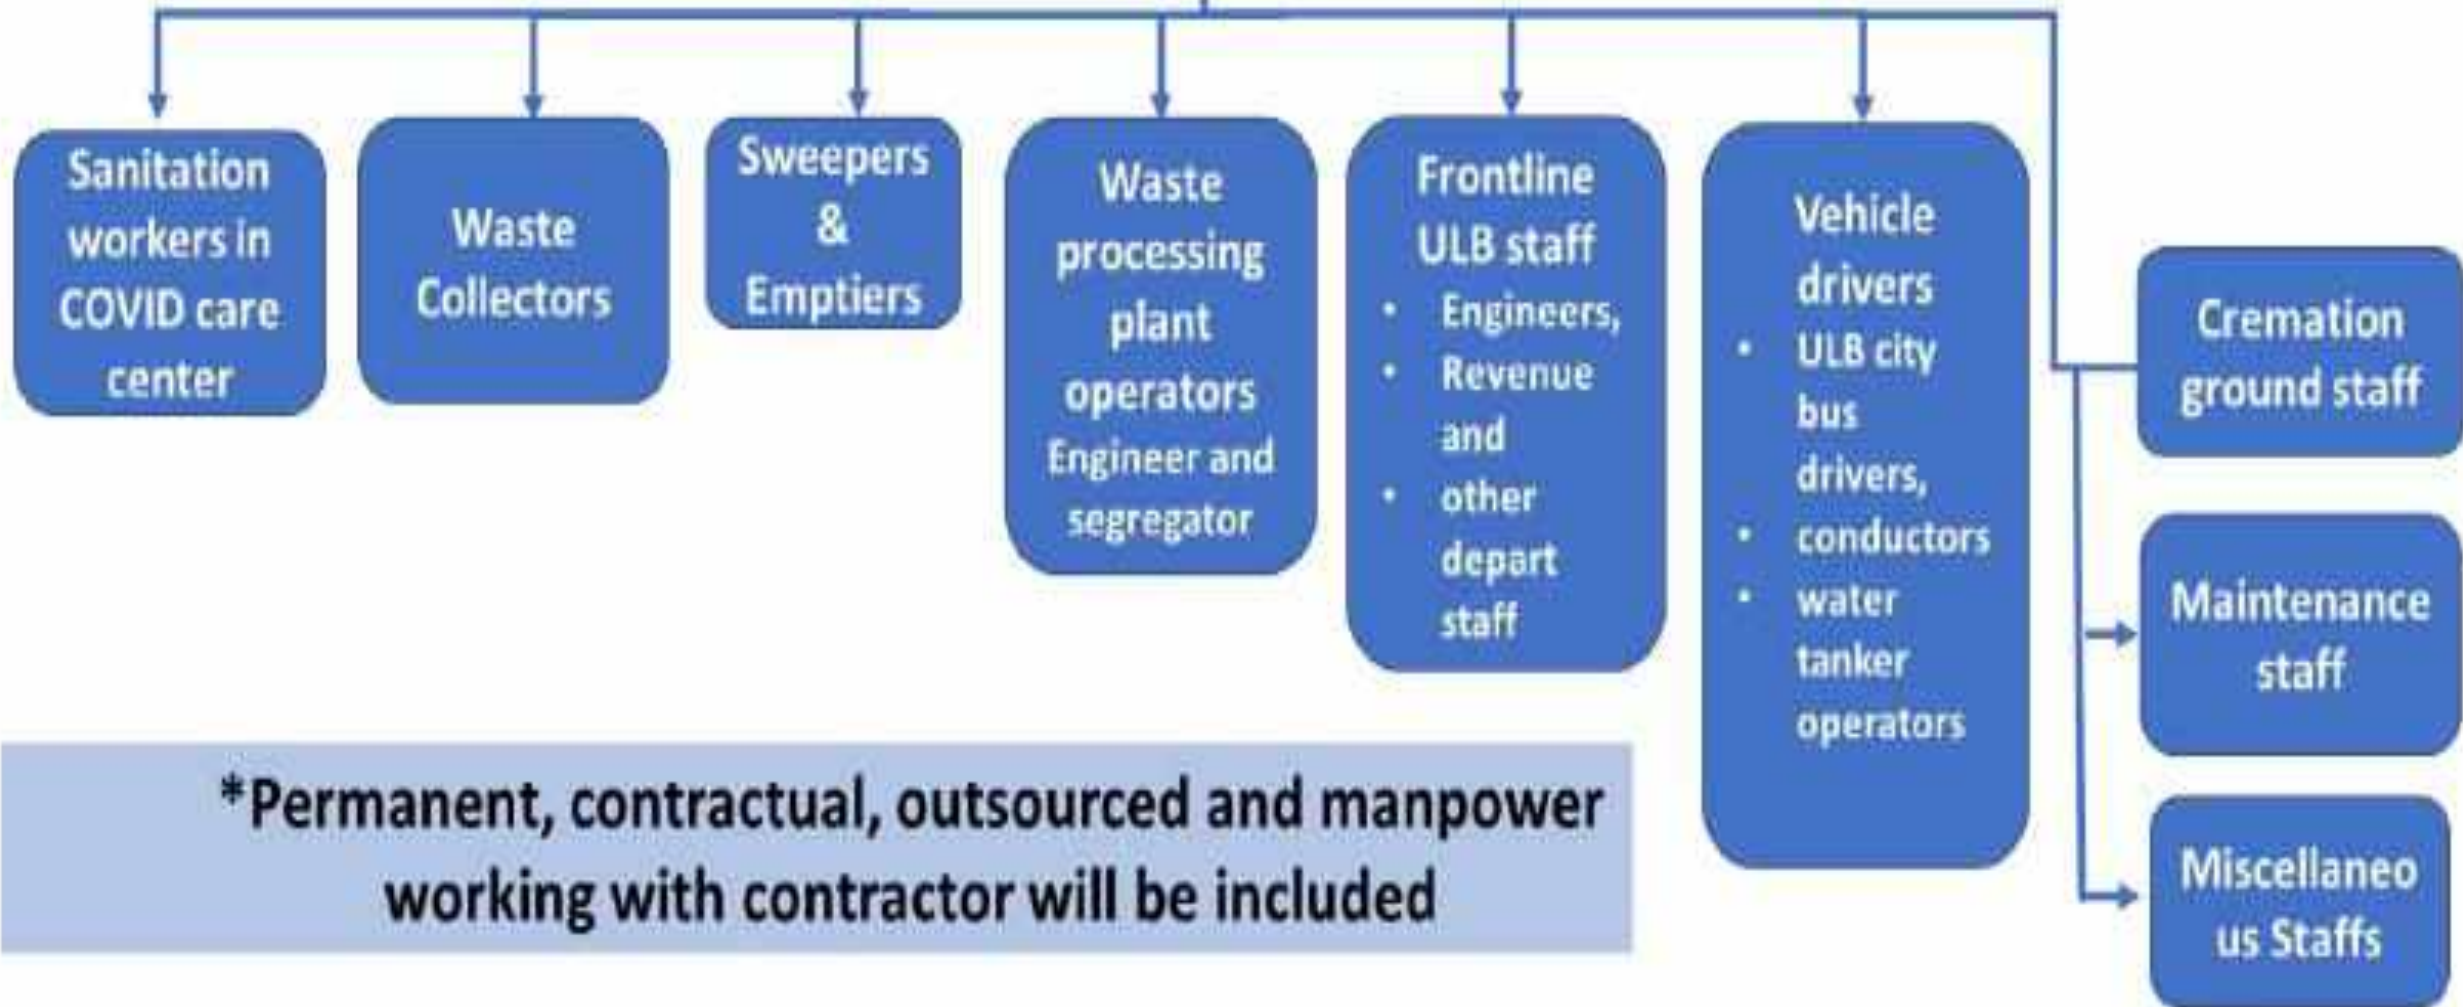 Sanitation
workers in
COVID care
center
Waste
Collectors
Sweepers
&
Emptiers
Waste
processing
plant
operators
Engineer and
segregator
Frontline
ULB staff
• Engineers,
• Revenue
and
• other
depart
staff
Vehicle
drivers
• ULB city
bus
drivers,
• conductors
• water
tanker
operators
Cremation
ground staff
Maintenance
staff
Miscellaneo
us Staffs
*Permanent, contractual, outsourced and manpower
working with contractor will be included